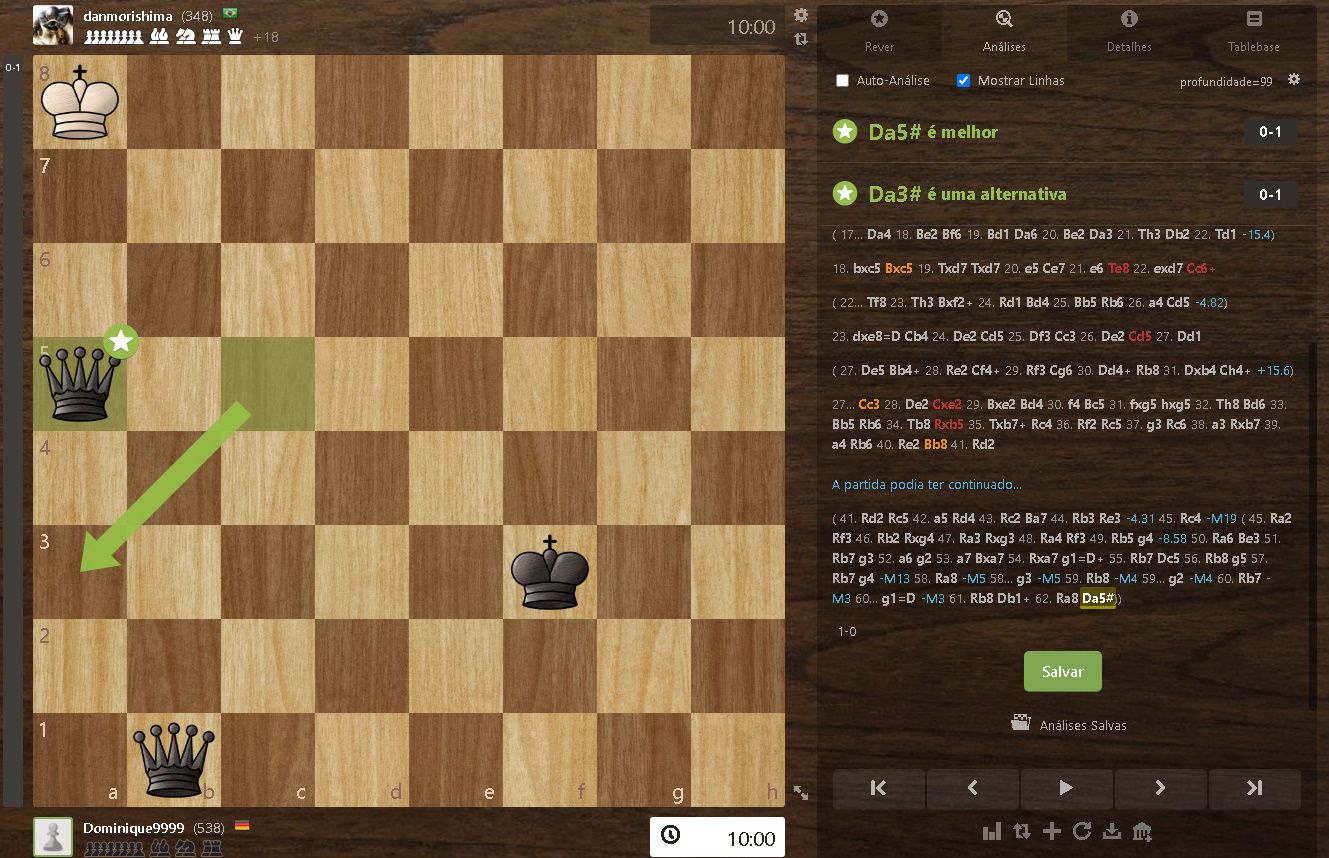 danmorishima (348)
+18
10:00
0-1
8
7
6
5
4
3
2
1
a b c d e f g h
Dominique9999 (538)
10:00
Rever Análises Detalhes Tablebase
Auto-Análise Mostrar Linhas profundidade=99
Da5# é melhor 0-1
Da3# é uma alternativa 0-1
( 17... Da4 18. Be2 Bf6 19. Bd1 Da6 20. Be2 Da3 21. Th3 Db2 22. Td1 -15.4)
18. bxc5 Bxc5 19. Txd7 Txd7 20. e5 Ce7 21. e6 Te8 22. exd7 Cc6+
( 22... Tf8 23. Th3 Bxf2+ 24. Rd1 Bd4 25. Bb5 Rb6 26. a4 Cd5 -4.82)
23. dxe8=D Cb4 24. De2 Cd5 25. Df3 Cc3 26. De2 Cd5 27. Dd1
( 27. De5 Bb4+ 28. Re2 Cf4+ 29. Rf3 Cg6 30. Dd4+ Rb8 31. Dxb4 Ch4+ +15.6)
27... Cc3 28. De2 Cxe2 29. Bxe2 Bd4 30. f4 Bc5 31. fxg5 hxg5 32. Th8 Bd6 33.
Bb5 Rb6 34. Tb8 Rxb5 35. Txb7+ Rc4 36. Rf2 Rc5 37. g3 Rc6 38. a3 Rxb7 39.
a4 Rb6 40. Re2 Bb8 41. Rd2
A partida podia ter continuado...
( 41. Rd2 Rc5 42. a5 Rd4 43. Rc2 Ba7 44. Rb3 Re3 -4.31 45. Rc4 -M19 ( 45. Ra2
Rf3 46. Rb2 Rxg4 47. Ra3 Rxg3 48. Ra4 Rf3 49. Rb5 g4 -8.58 50. Ra6 Be3 51.
Rb7 g3 52. a6 g2 53. a7 Bxa7 54. Rxa7 g1=D+ 55. Rb7 Dc5 56. Rb8 g5 57.
Rb7 g4 -M13 58. Ra8 -M5 58... g3 -M5 59. Rb8 -M4 59... g2 -M4 60. Rb7 -
M3 60... g1=D -M3 61. Rb8 Db1+ 62. Ra8 Da5#))
1-0
Salvar
Análises Salvas